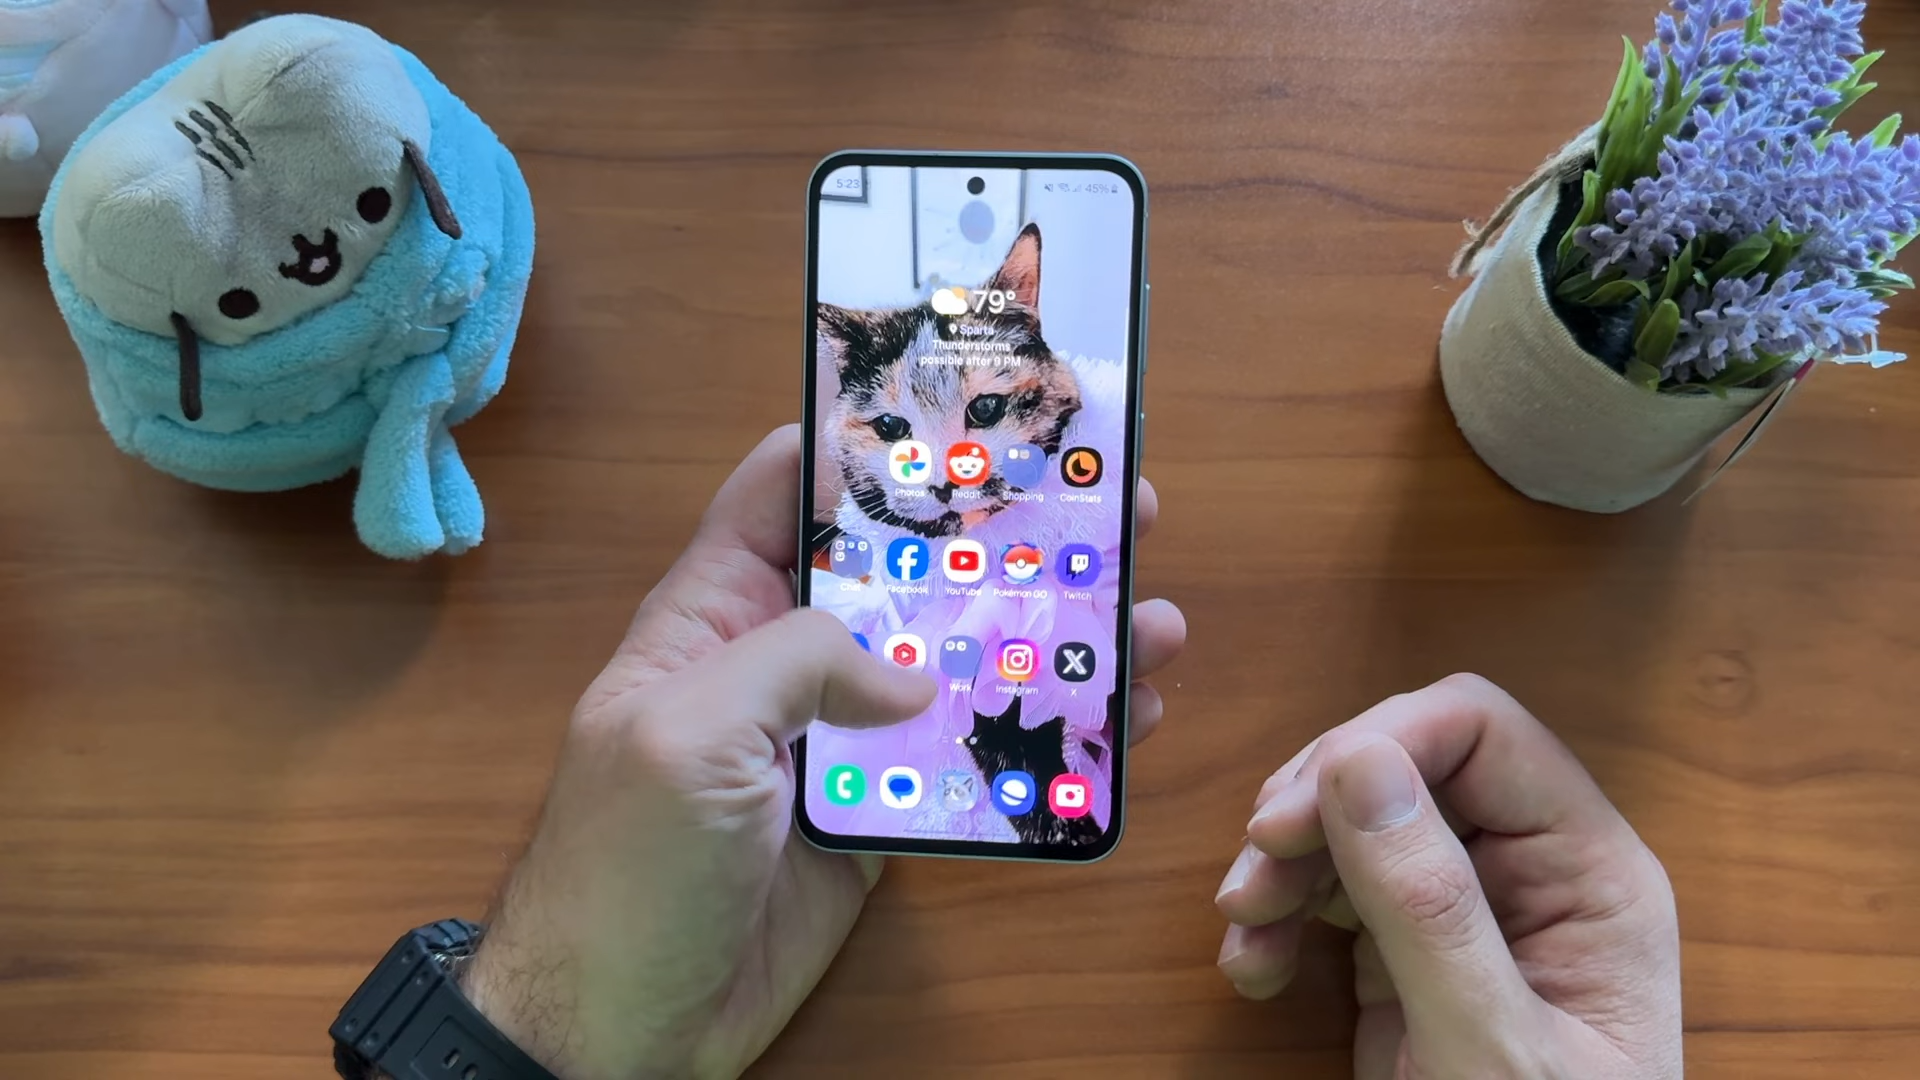 5:23
45%
79°
Sparta
Thunderstorms
possible after 9 PM
Photos
Reddit
Shopping
CoinStats
Chat
Facebook
YouTube
Pokémon GO
Twitch
Work
Instagram
X